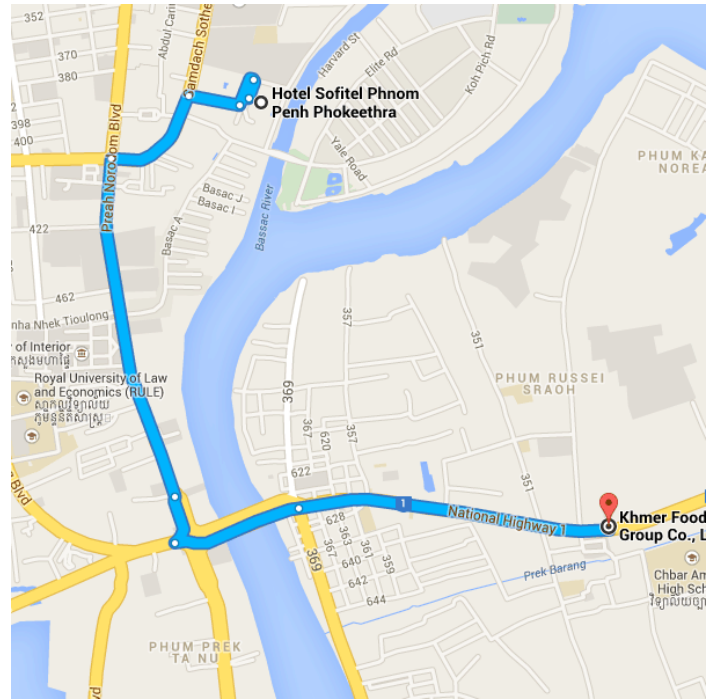 352
370
380
398
400
Abdul Cari
Samdach Sothe
Harvard St
Elite Rd
Koh Pich Rd
Hotel Sofitel Phnom
Penh Phokeethra
Yale Road
PHUM KA
NOREA
Preah Norodom Blvd
Basac J
Basac I
Basac A
Bassac River
422
462
nha Nhek Tioulong
y of Interior
Royal University of Law
and Economics (RULE)
369
357
351
367
620
357
622
PHUM RUSSEI
SRAOH
351
Blvd
1
National Highway 1
Khmer Food
Group Co., L
628
363
361
359
367
640
642
644
369
Prek Barang
Chbar Am
High Sch
PHUM PREK
TA NU
Blvd